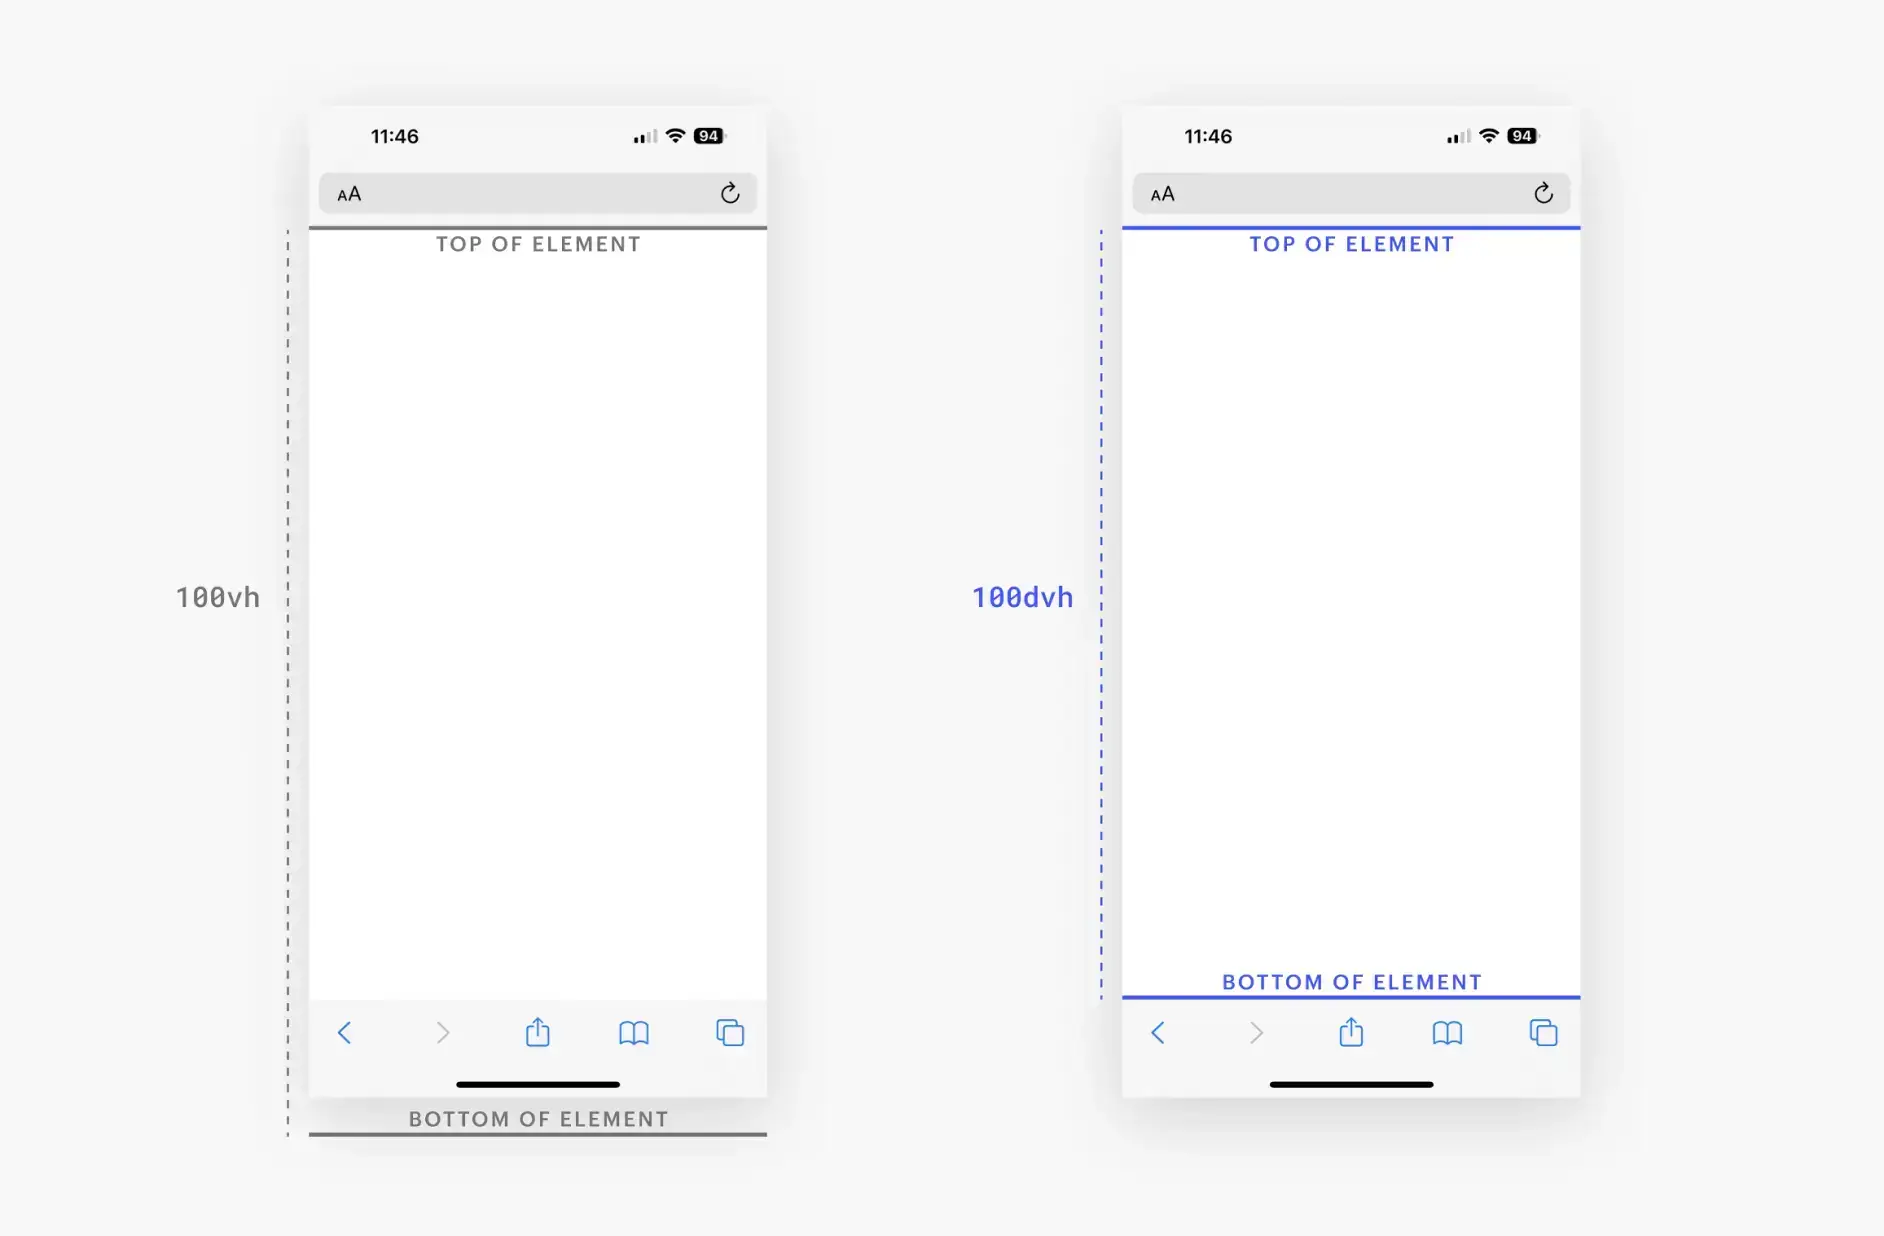 11:46
94
AA
TOP OF ELEMENT
100vh
BOTTOM OF ELEMENT
11:46
94
AA
TOP OF ELEMENT
100dvh
BOTTOM OF ELEMENT